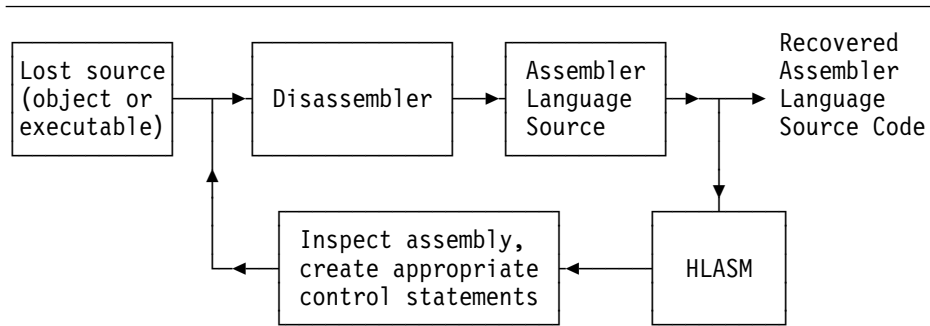 Lost source
(object or
executable)
Disassembler
Assembler
Language
Source
Recovered
Assembler
Language
Source Code
Inspect assembly,
create appropriate
control statements
HLASM